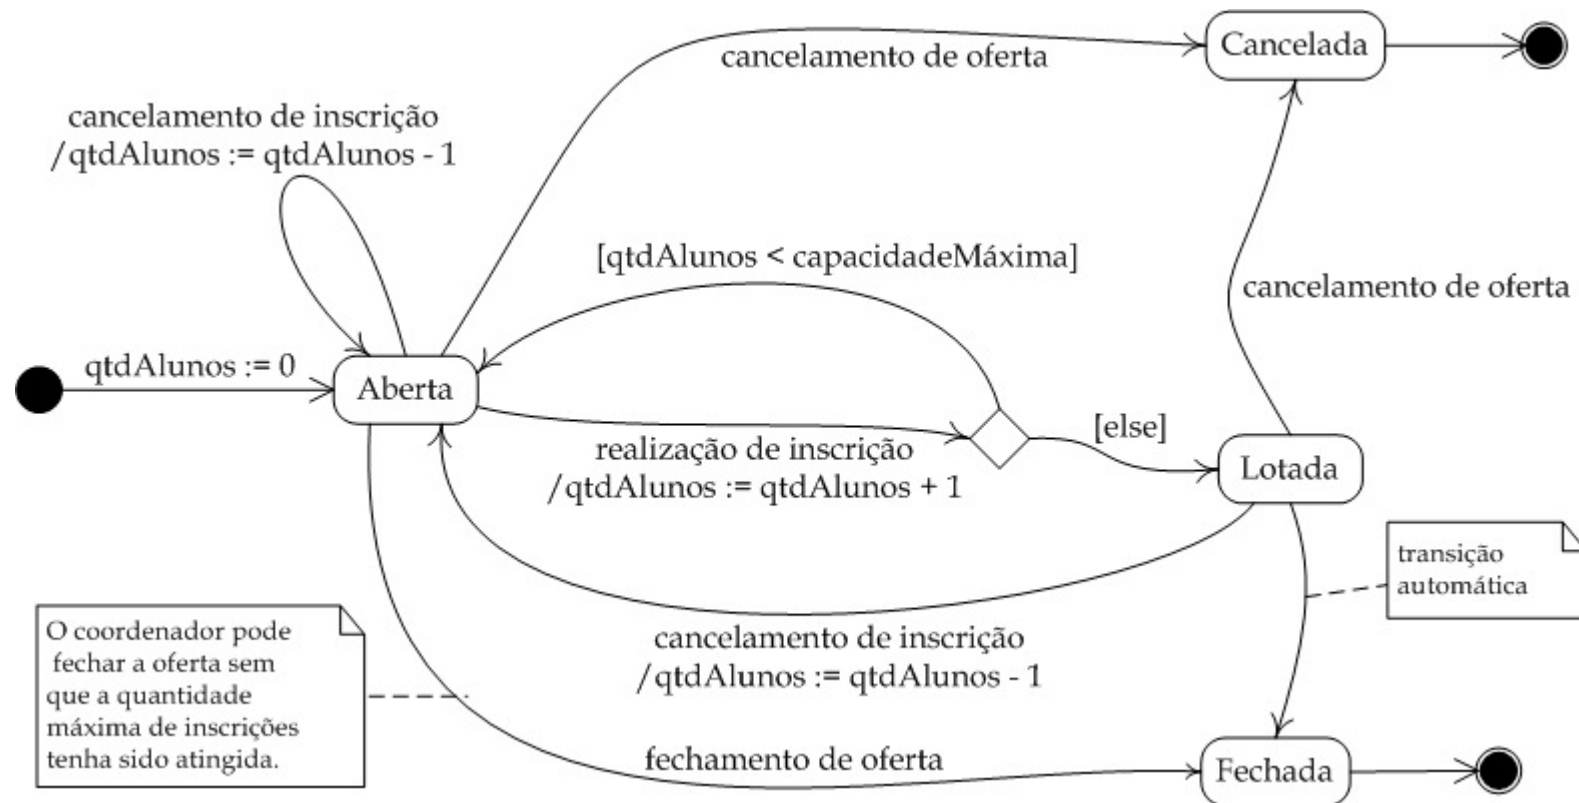 cancelamento de oferta
Cancelada
cancelamento de inscrição
/qtdAlunos := qtdAlunos - 1
[qtdAlunos < capacidadeMáxima]
cancelamento de oferta
qtdAlunos := 0
Aberta
[else]
realização de inscrição
/qtdAlunos := qtdAlunos + 1
Lotada
transição
automática
O coordenador pode
fechar a oferta sem
que a quantidade
máxima de inscrições
tenha sido atingida.
cancelamento de inscrição
/qtdAlunos := qtdAlunos - 1
fechamento de oferta
Fechada